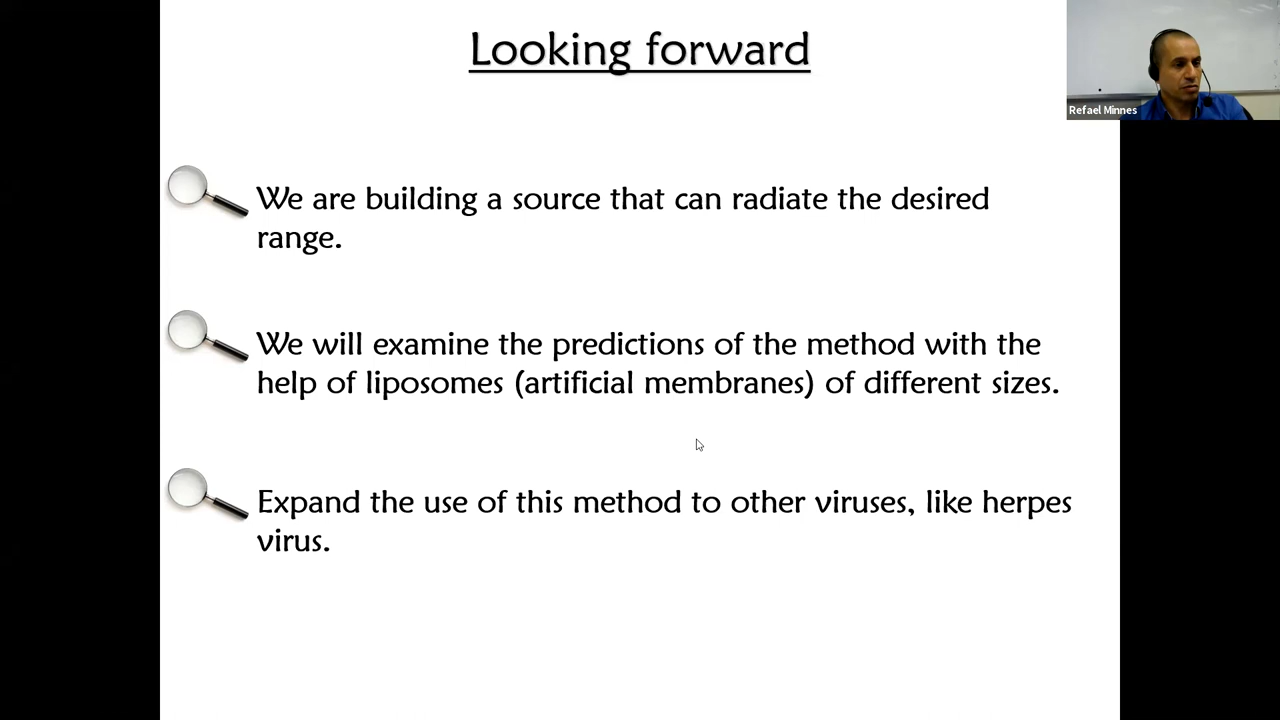 Looking forward
Refael Minnes
We are building a source that can radiate the desired
range.
We will examine the predictions of the method with the
help of liposomes (artificial membranes) of different sizes.
Expand the use of this method to other viruses, like herpes
virus.